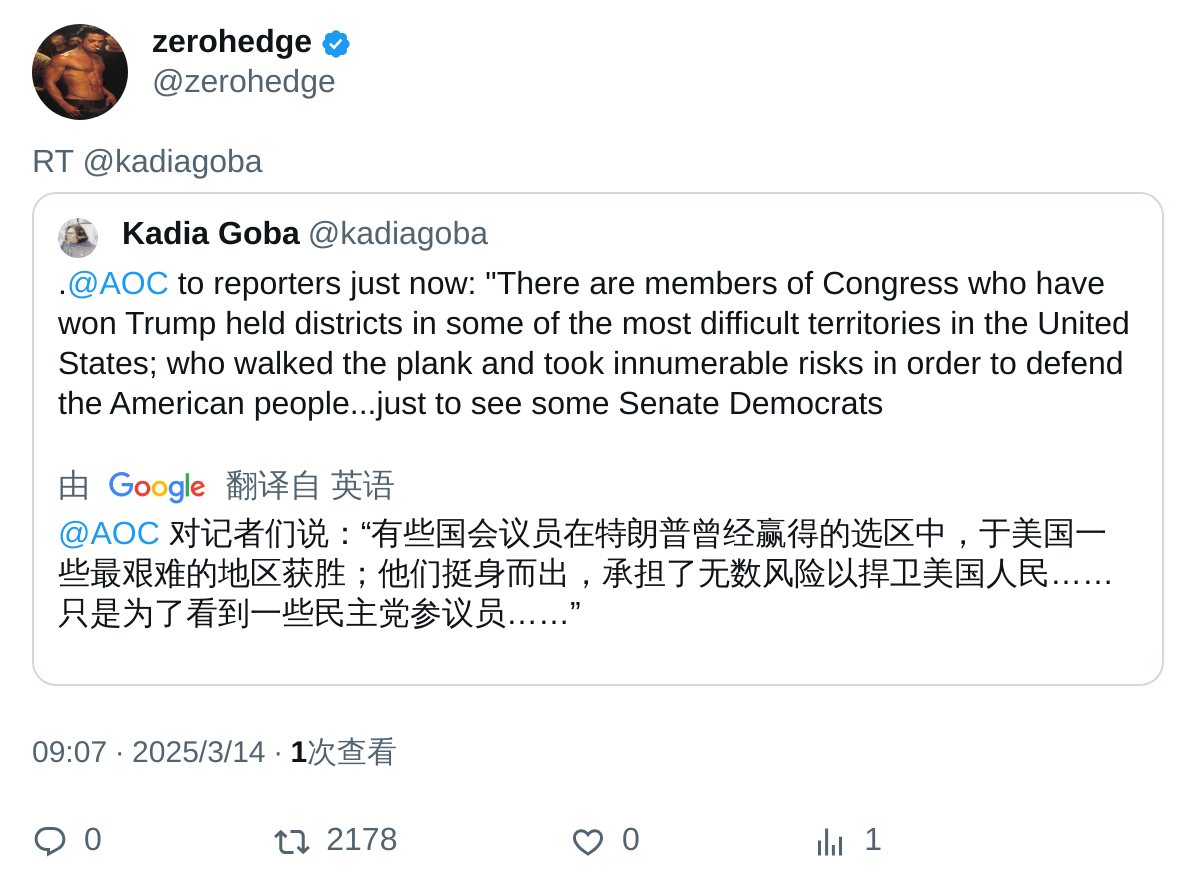 zerohedge
@zerohedge
RT @kadiagoba
Kadia Goba @kadiagoba
.@AOC to reporters just now: "There are members of Congress who have
won Trump held districts in some of the most difficult territories in the United
States; who walked the plank and took innumerable risks in order to defend
the American people...just to see some Senate Democrats
由 Google 翻译自 英语
@AOC 对记者们说：“有些国会议员在特朗普曾经赢得的选区中，于美国一
些最艰难的地区获胜；他们挺身而出，承担了无数风险以捍卫美国人民……
只是为了看到一些民主党参议员……”
09:07 · 2025/3/14 · 1次查看
0 2178 0 1